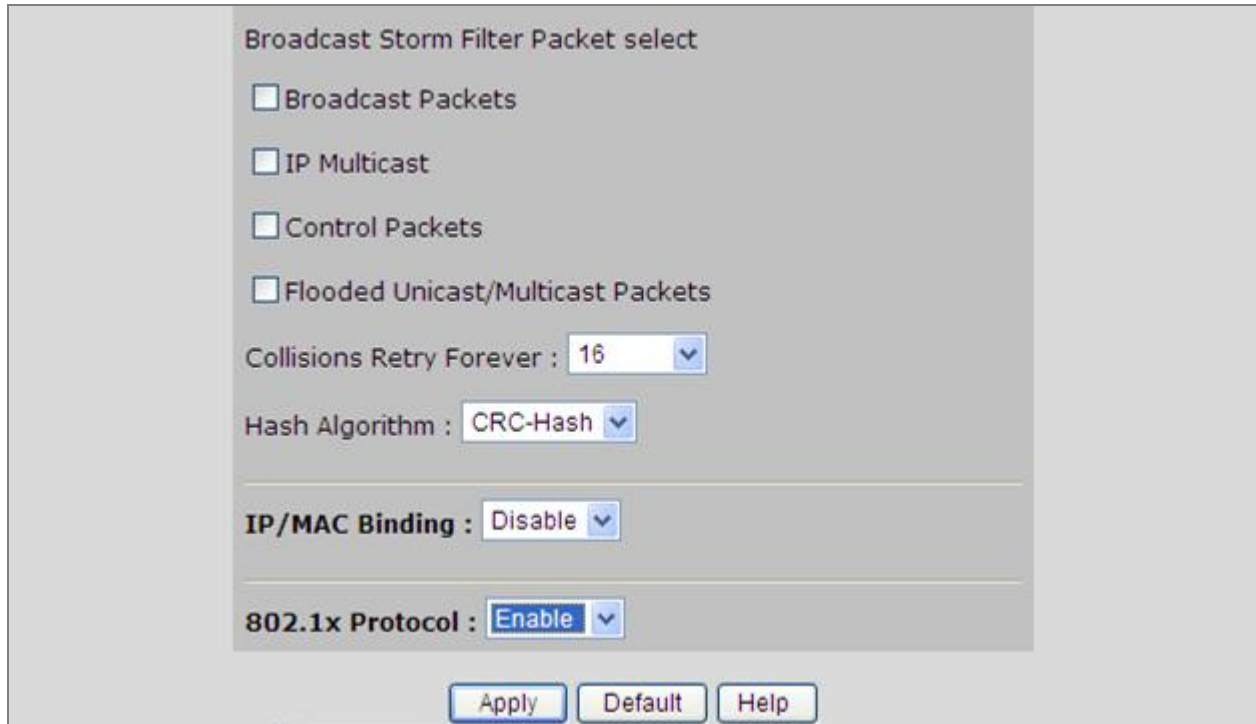 Broadcast Storm Filter Packet select
Broadcast Packets
IP Multicast
Control Packets
Flooded Unicast/Multicast Packets
Collisions Retry Forever : 16
Hash Algorithm : CRC-Hash
IP/MAC Binding : Disable
802.1x Protocol : Enable
Apply Default Help